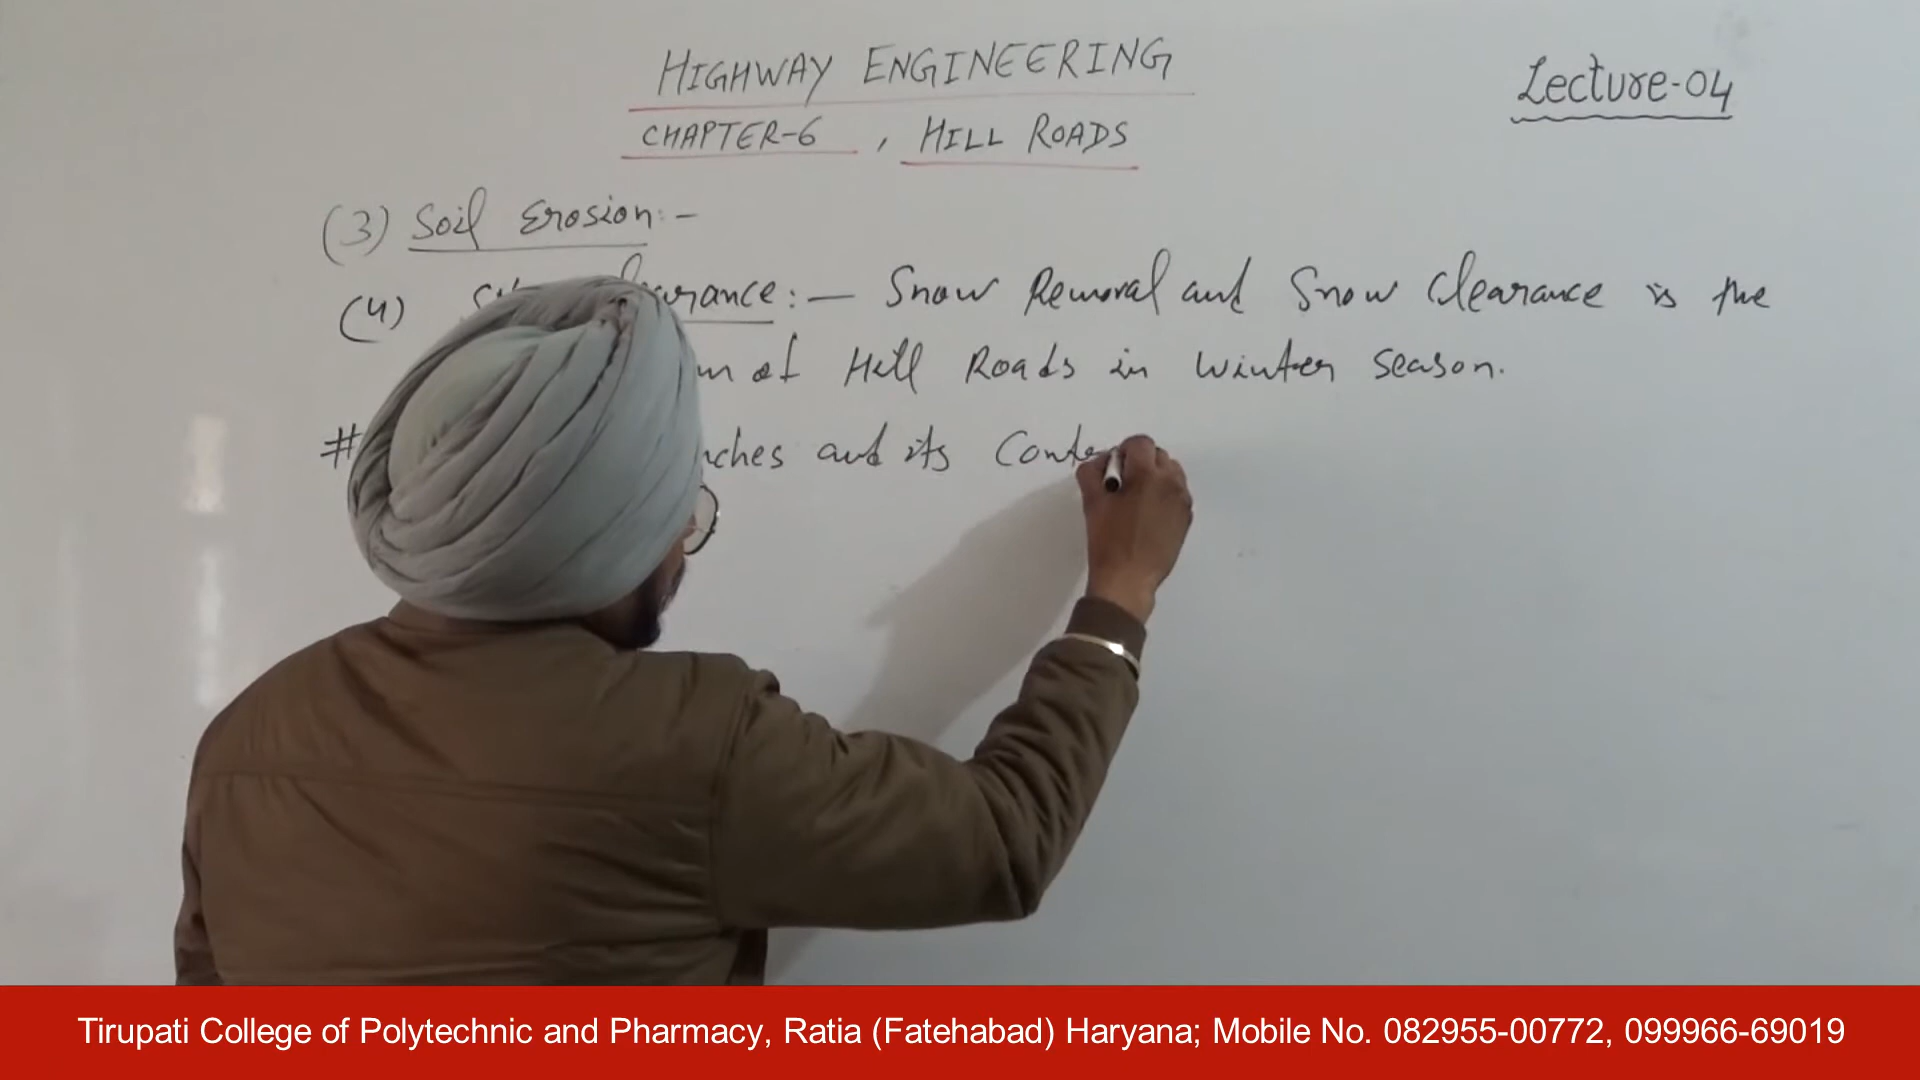 HIGHWAY ENGINEERING
Lecture-04
CHAPTER-6 , HILL ROADS
(3) Soil Erosion:-
(4) :- Snow Removal and Snow Clearance is the
of Hill Roads in winter season.
# and its
Tirupati College of Polytechnic and Pharmacy, Ratia (Fatehabad) Haryana; Mobile No. 082955-00772, 099966-69019